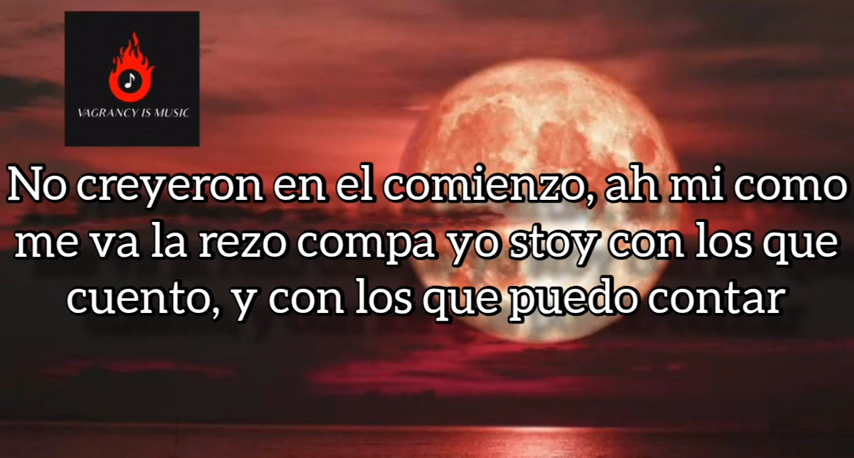 VAGRANCY IS MUSIC
No creyeron en el comienzo, ah mi como
me va la rezo compa yo stoy con los que
cuento, y con los que puedo contar